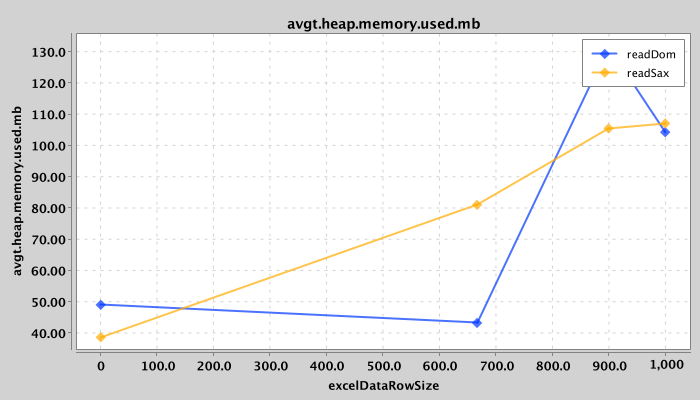 avgt.heap.memory.used.mb
readDom
readSax
130.0
120.0
110.0
100.0
90.00
80.00
70.00
60.00
50.00
40.00
avgt.heap.memory.used.mb
0 100.0 200.0 300.0 400.0 500.0 600.0 700.0 800.0 900.0 1,000
excelDataRowSize